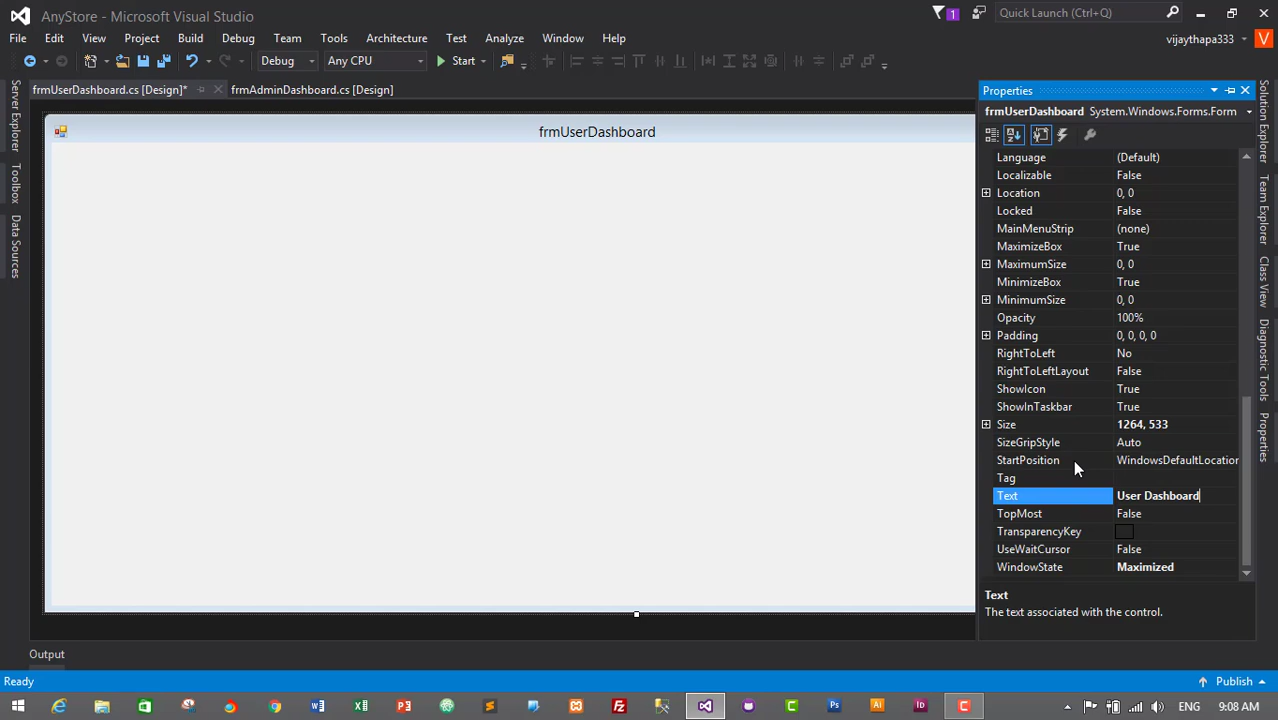 AnyStore - Microsoft Visual Studio
1
Quick Launch (Ctrl+Q)
File Edit View Project Build Debug Team Tools Architecture Test Analyze Window Help
vijaythapa333
V
Debug
Any CPU
Start
frmUserDashboard.cs [Design]*
frmAdminDashboard.cs [Design]
Server Explorer
Toolbox
Data Sources
frmUserDashboard
Properties
frmUserDashboard System.Windows.Forms.Form
Language (Default)
Localizable False
Location 0, 0
Locked False
MainMenuStrip (none)
MaximizeBox True
MaximumSize 0, 0
MinimizeBox True
MinimumSize 0, 0
Opacity 100%
Padding 0, 0, 0, 0
RightToLeft No
RightToLeftLayout False
ShowIcon True
ShowInTaskbar True
Size 1264, 533
SizeGripStyle Auto
StartPosition WindowsDefaultLocation
Tag
Text User Dashboard
TopMost False
TransparencyKey
UseWaitCursor False
WindowState Maximized
Text
The text associated with the control.
Solution Explorer
Team Explorer
Class View
Diagnostic Tools
Properties
Output
Ready
Publish
ENG
9:08 AM